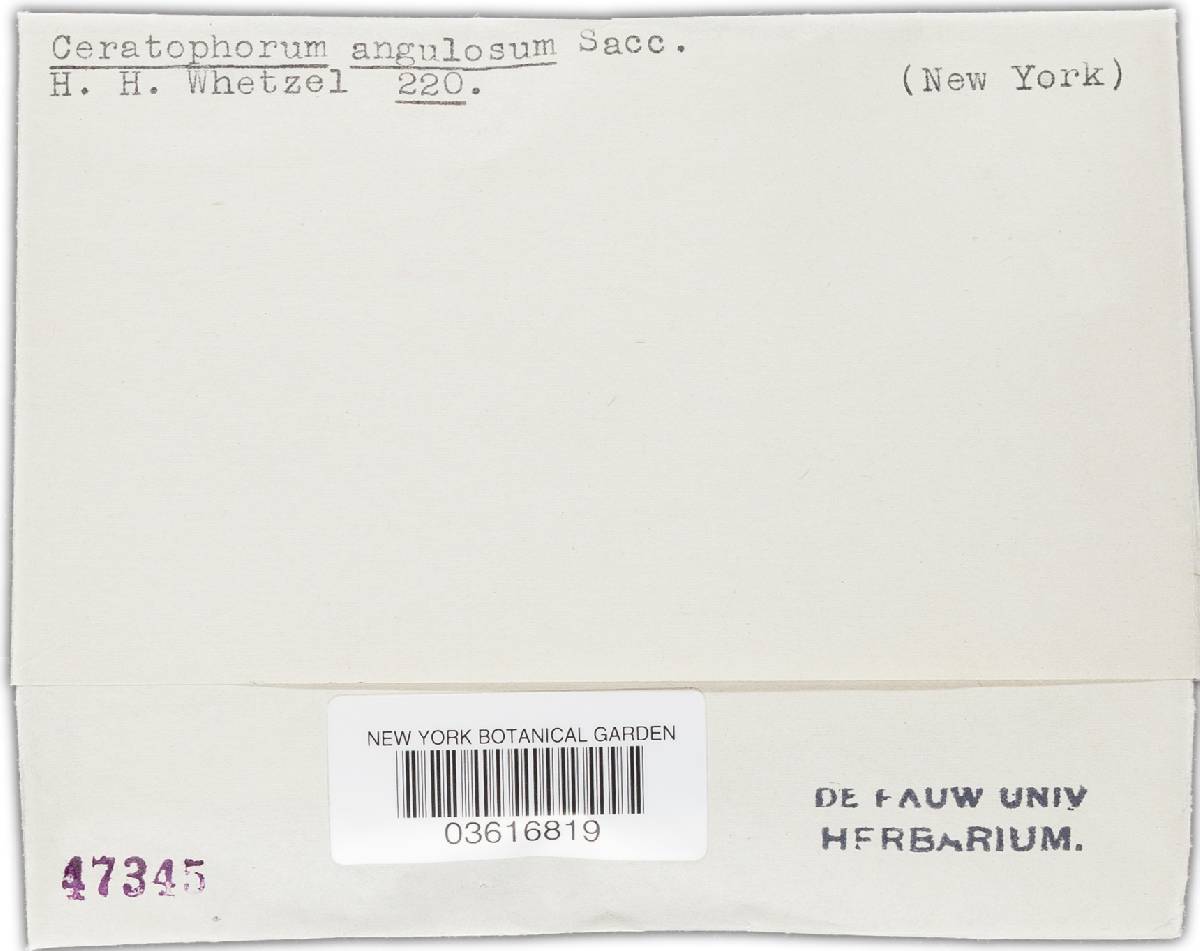 Ceratophorum angulosum Sacc.
H. H. Whetzel 220.
(New York)
NEW YORK BOTANICAL GARDEN
03616819
DE PAUW UNIV
HERBARIUM.
47345